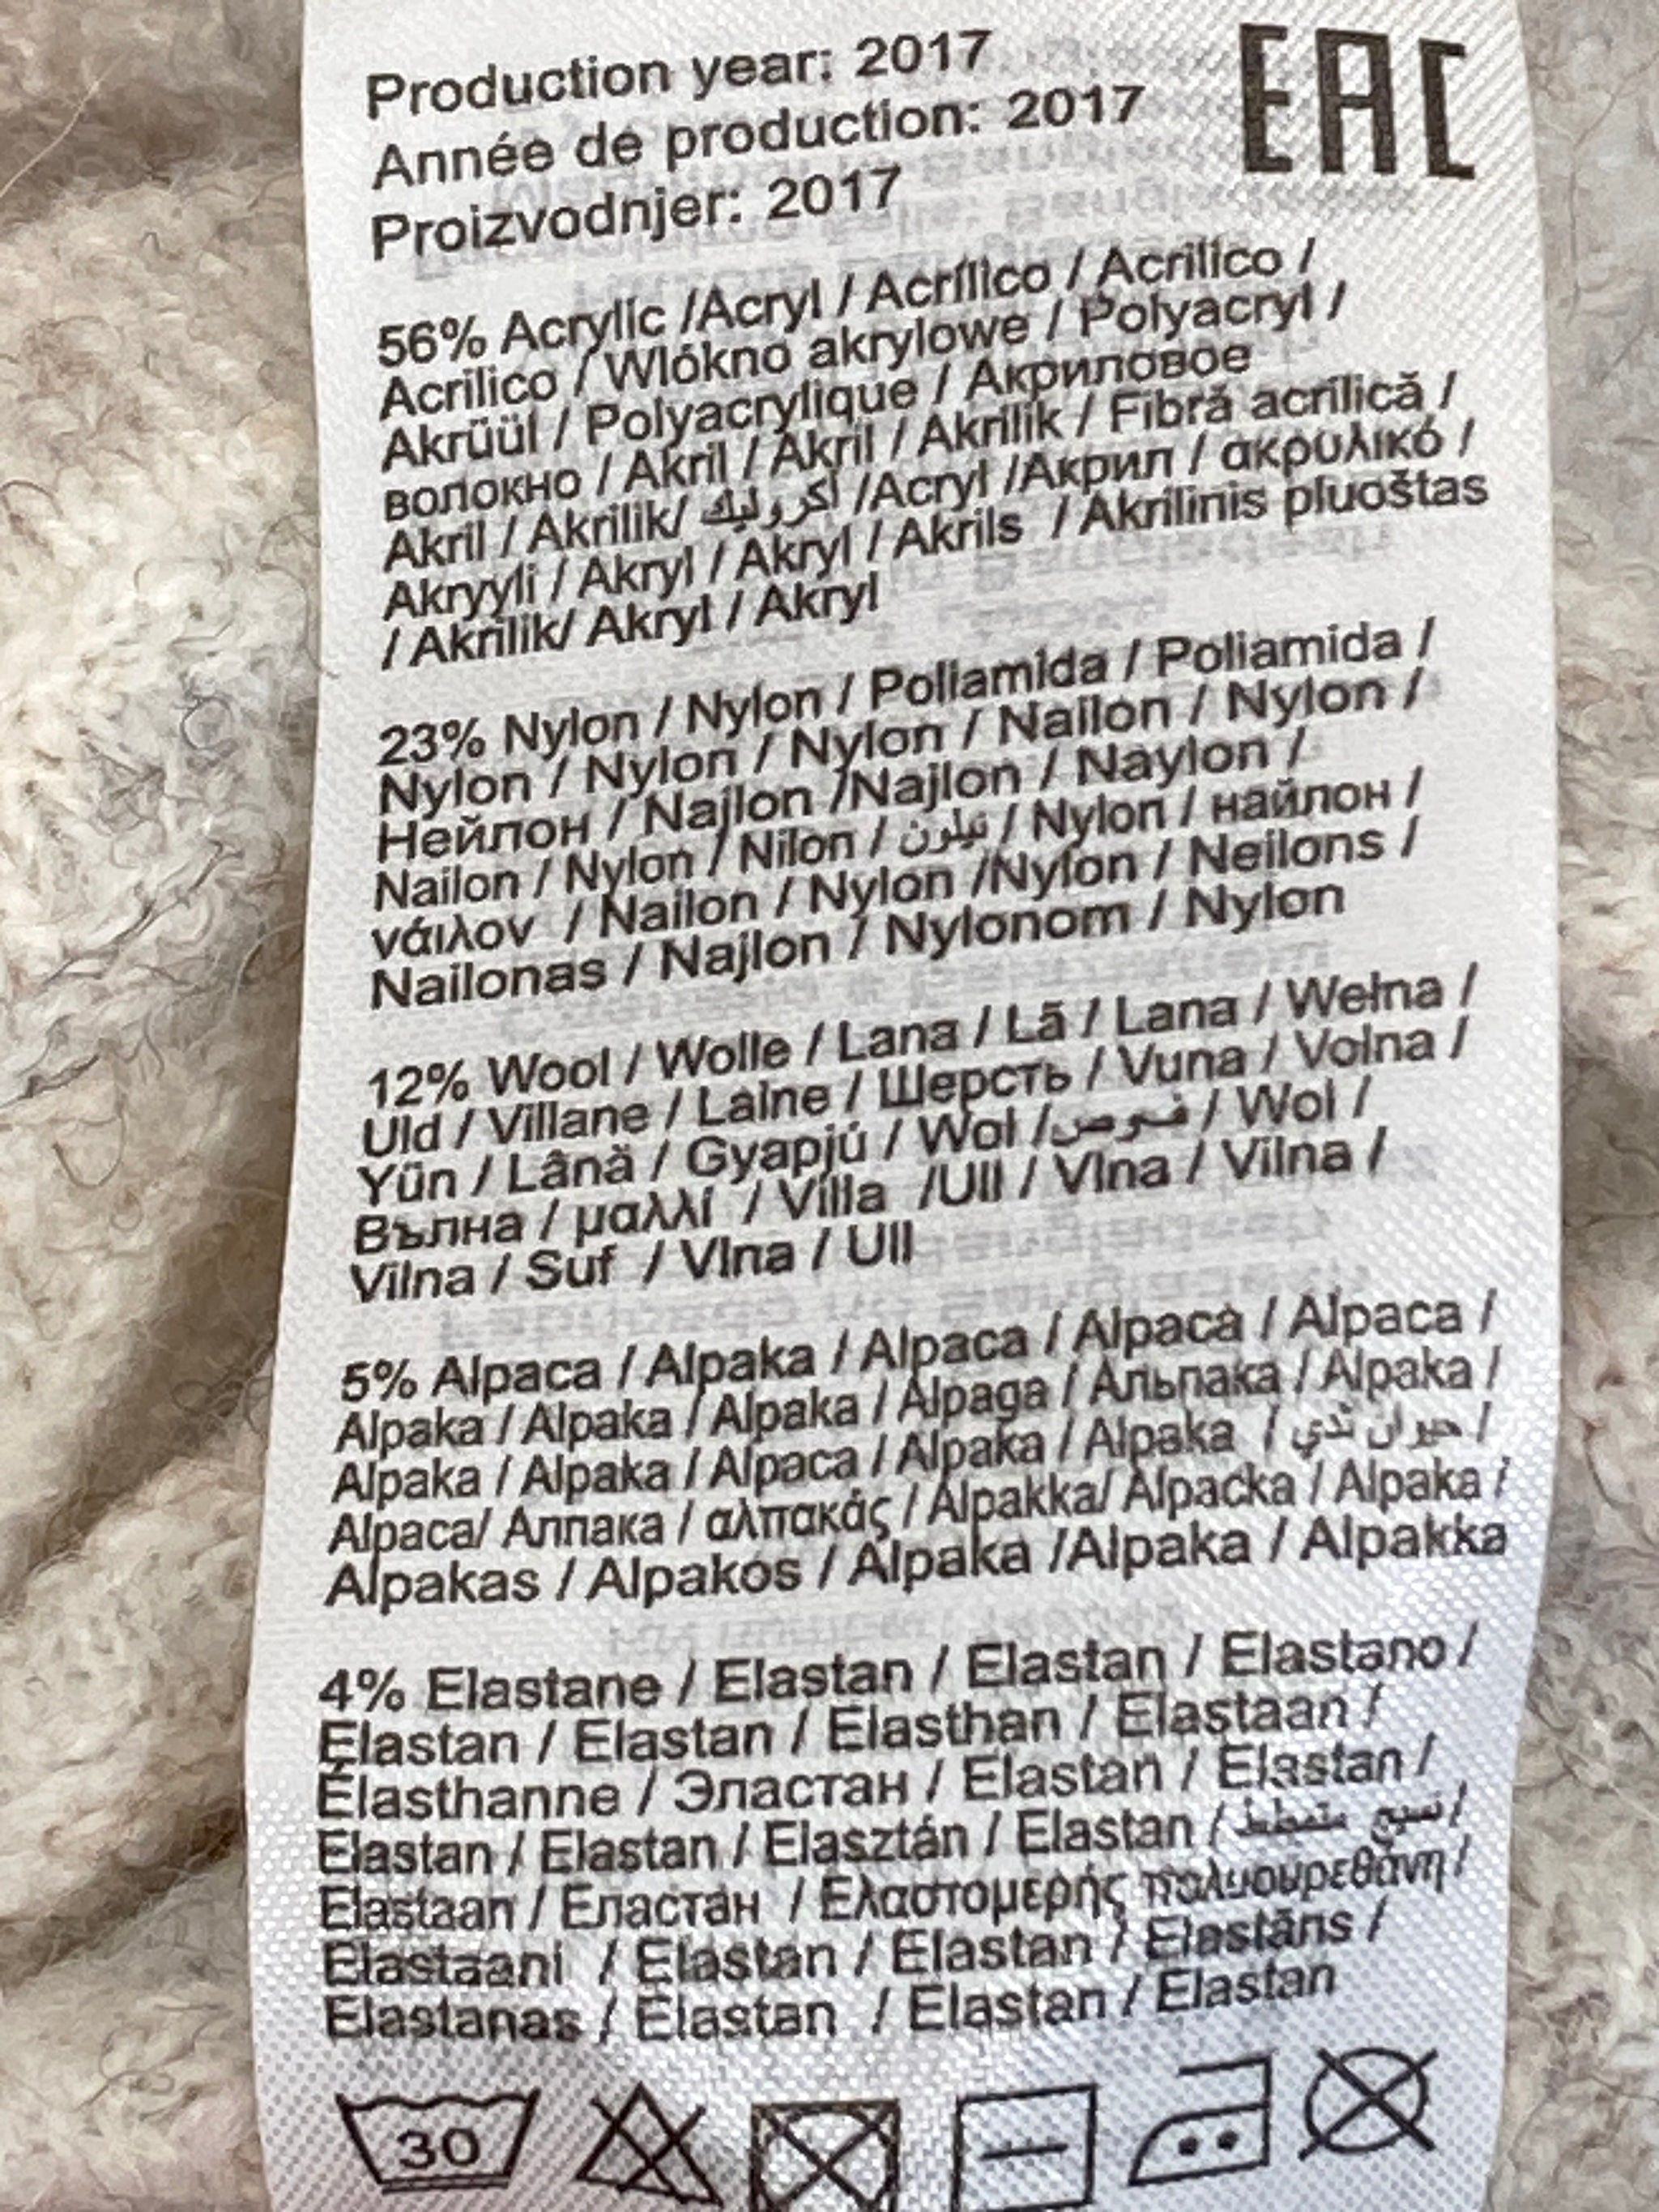 Production year: 2017
EAC
Année de production: 2017
Proizvodnjer: 2017
56% Acrylic /Acryl / Acrílico / Acrilico /
Acrilico / Wlókno akrylowe / Polyacryl /
Akrüül / Polyacrylique / Акриловое
волокно / Akril / Akril / Akrilik / Fibră acrilică /
Akril / Akrilik/ اكروليك /Acryl /Акрил / ακρυλικό /
Akryyli / Akryl / Akryl / Akrils / Akrilinis pluoštas
/ Akrilik/ Akryl / Akryl
23% Nylon / Nylon / Poliamida / Poliamida /
Nylon / Nylon / Nylon / Nailon / Nylon /
Нейлон / Najlon /Najlon / Naylon /
Nailon / Nylon / Nilon / نيلون / Nylon / найлон /
νάιλον / Nailon / Nylon /Nylon / Neilons /
Nailonas / Najlon / Nylonom / Nylon
12% Wool / Wolle / Lana / Lã / Lana / Wełna /
Uld / Villane / Laine / Шерсть / Vuna / Volna /
Yün / Lână / Gyapjú / Wol / / Wol /
Вълна / μαλλί / Villa /Ull / Vlna / Vilna /
Vilna / Suf / Vlna / Ull
5% Alpaca / Alpaka / Alpaca / Alpaca / Alpaca /
Alpaka / Alpaka / Alpaka / Alpaga / Альпака / Alpaka /
Alpaka / Alpaka / Alpaca / Alpaka / Alpaka / حيوان ثدي /
Alpaca/ Алпака / αλπακάς / Alpakka/ Alpacka / Alpaka /
Alpakas / Alpakos / Alpaka /Alpaka / Alpakka
4% Elastane / Elastan / Elastan / Elastano /
Elastan / Elastan / Elasthan / Elastaan /
Élasthanne / Эластан / Elastan / Elastan /
Elastan / Elastan / Elasztán / Elastan / نسيج متمطط /
Elastaan / Еластан / Ελαστομερής πολυουρεθάνη /
Elastaani / Elastan / Elastan / Elastāns /
Elastanas / Elastan / Elastan / Elastan
30